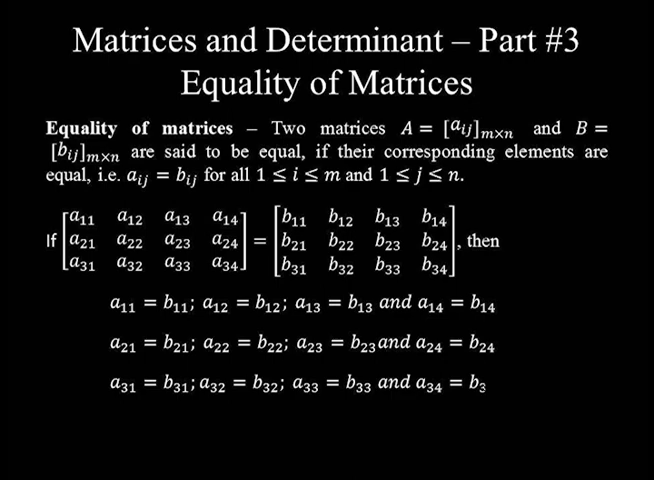 Matrices and Determinant – Part #3
Equality of Matrices
Equality of matrices – Two matrices A = [aᵢⱼ]ₘₓₙ and B =
[bᵢⱼ]ₘₓₙ are said to be equal, if their corresponding elements are
equal, i.e. aᵢⱼ = bᵢⱼ for all 1 ≤ i ≤ m and 1 ≤ j ≤ n.
[a₁₁ a₁₂ a₁₃ a₁₄] [b₁₁ b₁₂ b₁₃ b₁₄]
If [a₂₁ a₂₂ a₂₃ a₂₄] = [b₂₁ b₂₂ b₂₃ b₂₄], then
[a₃₁ a₃₂ a₃₃ a₃₄] [b₃₁ b₃₂ b₃₃ b₃₄]
a₁₁ = b₁₁; a₁₂ = b₁₂; a₁₃ = b₁₃ and a₁₄ = b₁₄
a₂₁ = b₂₁; a₂₂ = b₂₂; a₂₃ = b₂₃and a₂₄ = b₂₄
a₃₁ = b₃₁; a₃₂ = b₃₂; a₃₃ = b₃₃ and a₃₄ = b₃